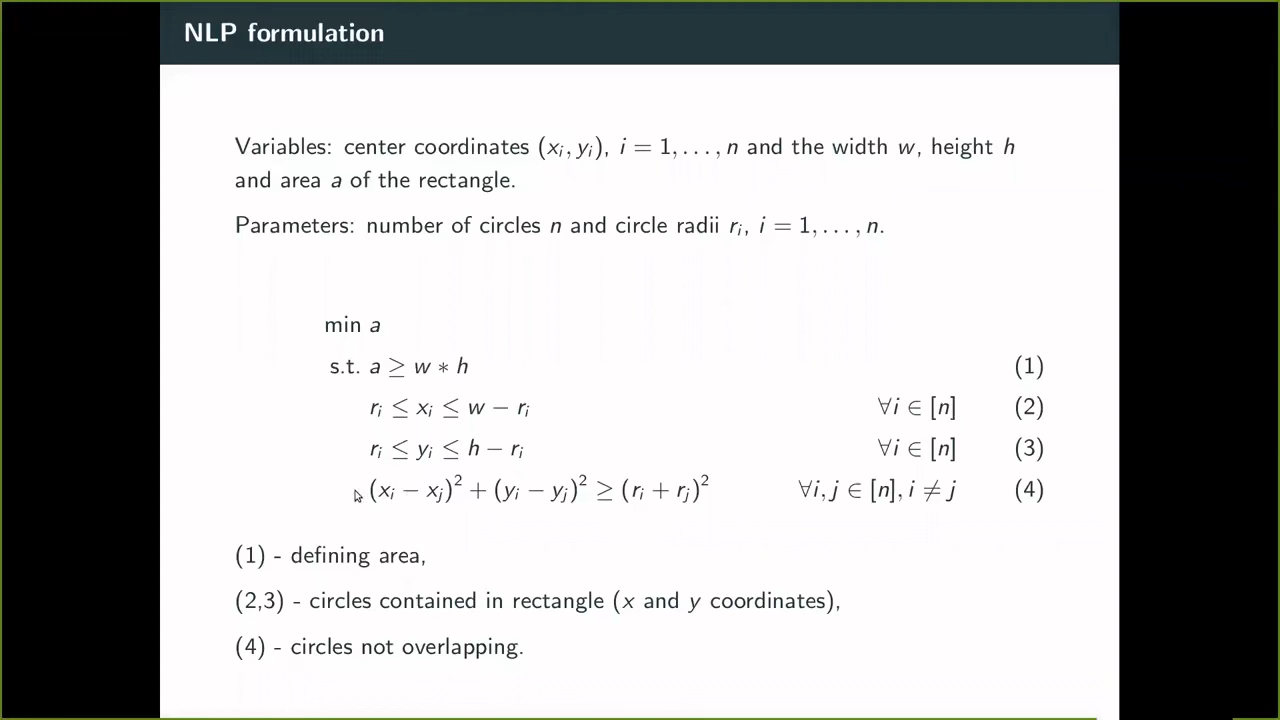 NLP formulation
Variables: center coordinates (xᵢ, yᵢ), i = 1, . . . , n and the width w, height h
and area a of the rectangle.
Parameters: number of circles n and circle radii rᵢ, i = 1, . . . , n.
min a
s.t. a ≥ w ∗ h (1)
rᵢ ≤ xᵢ ≤ w − rᵢ ∀i ∈ [n] (2)
rᵢ ≤ yᵢ ≤ h − rᵢ ∀i ∈ [n] (3)
(xᵢ − xⱼ)² + (yᵢ − yⱼ)² ≥ (rᵢ + rⱼ)² ∀i, j ∈ [n], i ≠ j (4)
(1) - defining area,
(2,3) - circles contained in rectangle (x and y coordinates),
(4) - circles not overlapping.